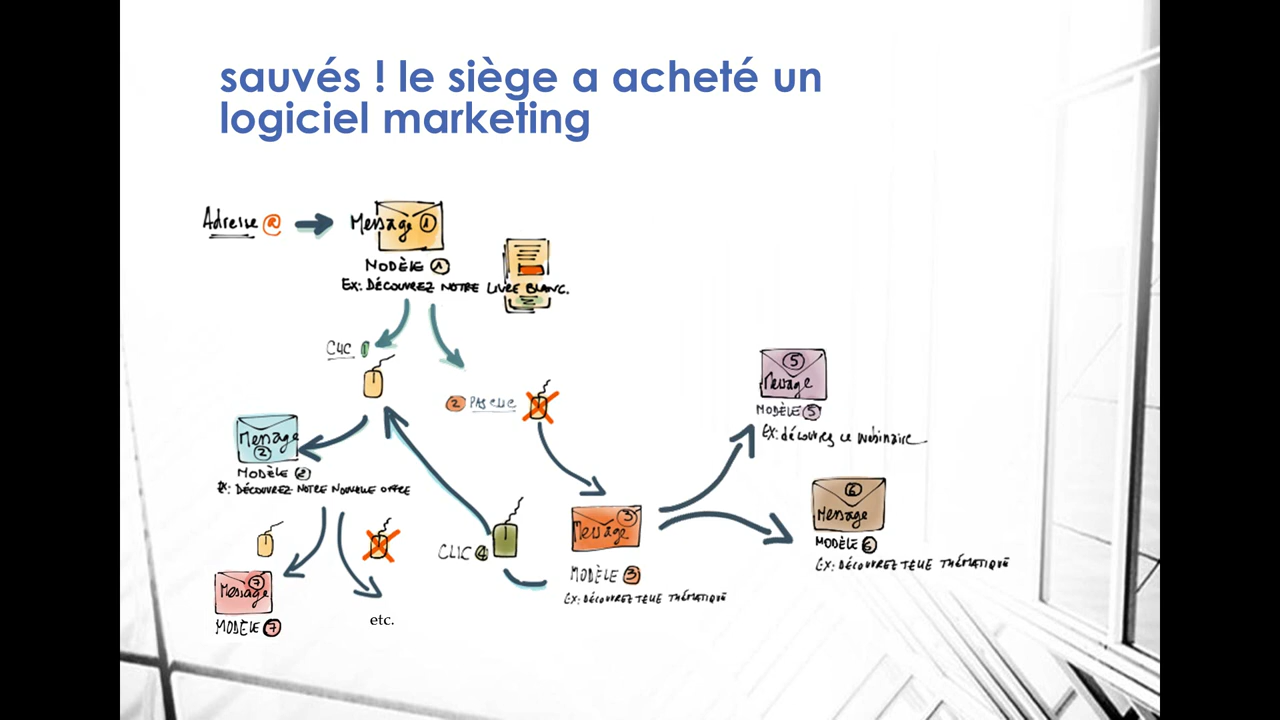 sauvés ! le siège a acheté un
logiciel marketing
Adresse @
Message 1
MODÈLE 1
EX: DÉCOUVREZ NOTRE LIVRE BLANC.
CLIC 1
2 PAS CLIC
Message 2
MODÈLE 2
EX: DÉCOUVREZ NOTRE NOUVELLE OFFRE
5
Message
MODÈLE 5
EX: découvrez ce webinaire
6
Message
MODÈLE 6
EX: DÉCOUVREZ TELLE THÉMATIQUE
Message 3
CLIC 4
MODÈLE 3
EX: DÉCOUVREZ TELLE THÉMATIQUE
Message 7
MODÈLE 7
etc.